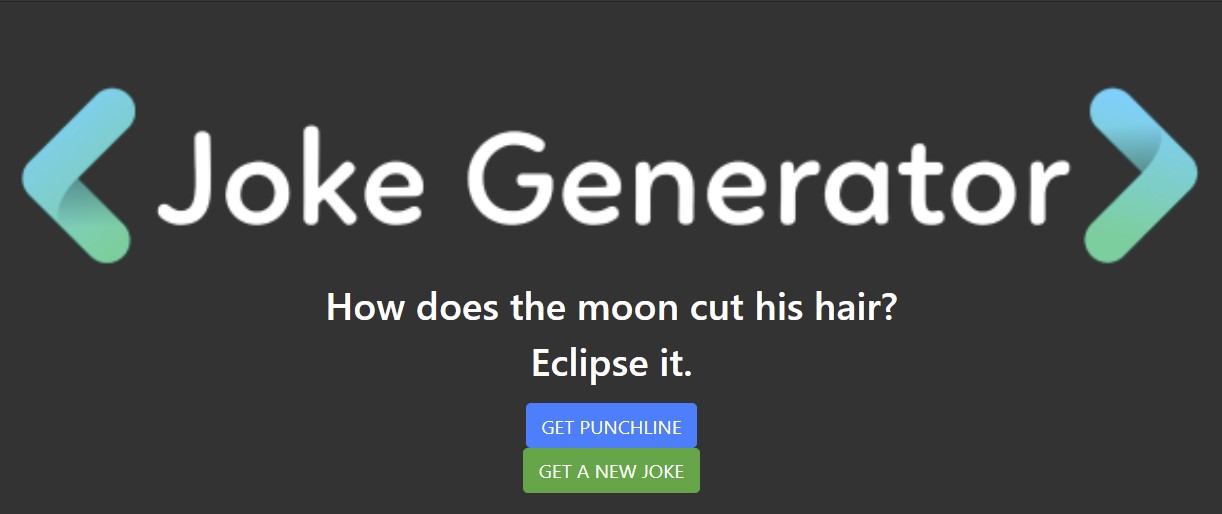 Joke Generator
How does the moon cut his hair?
Eclipse it.
GET PUNCHLINE
GET A NEW JOKE